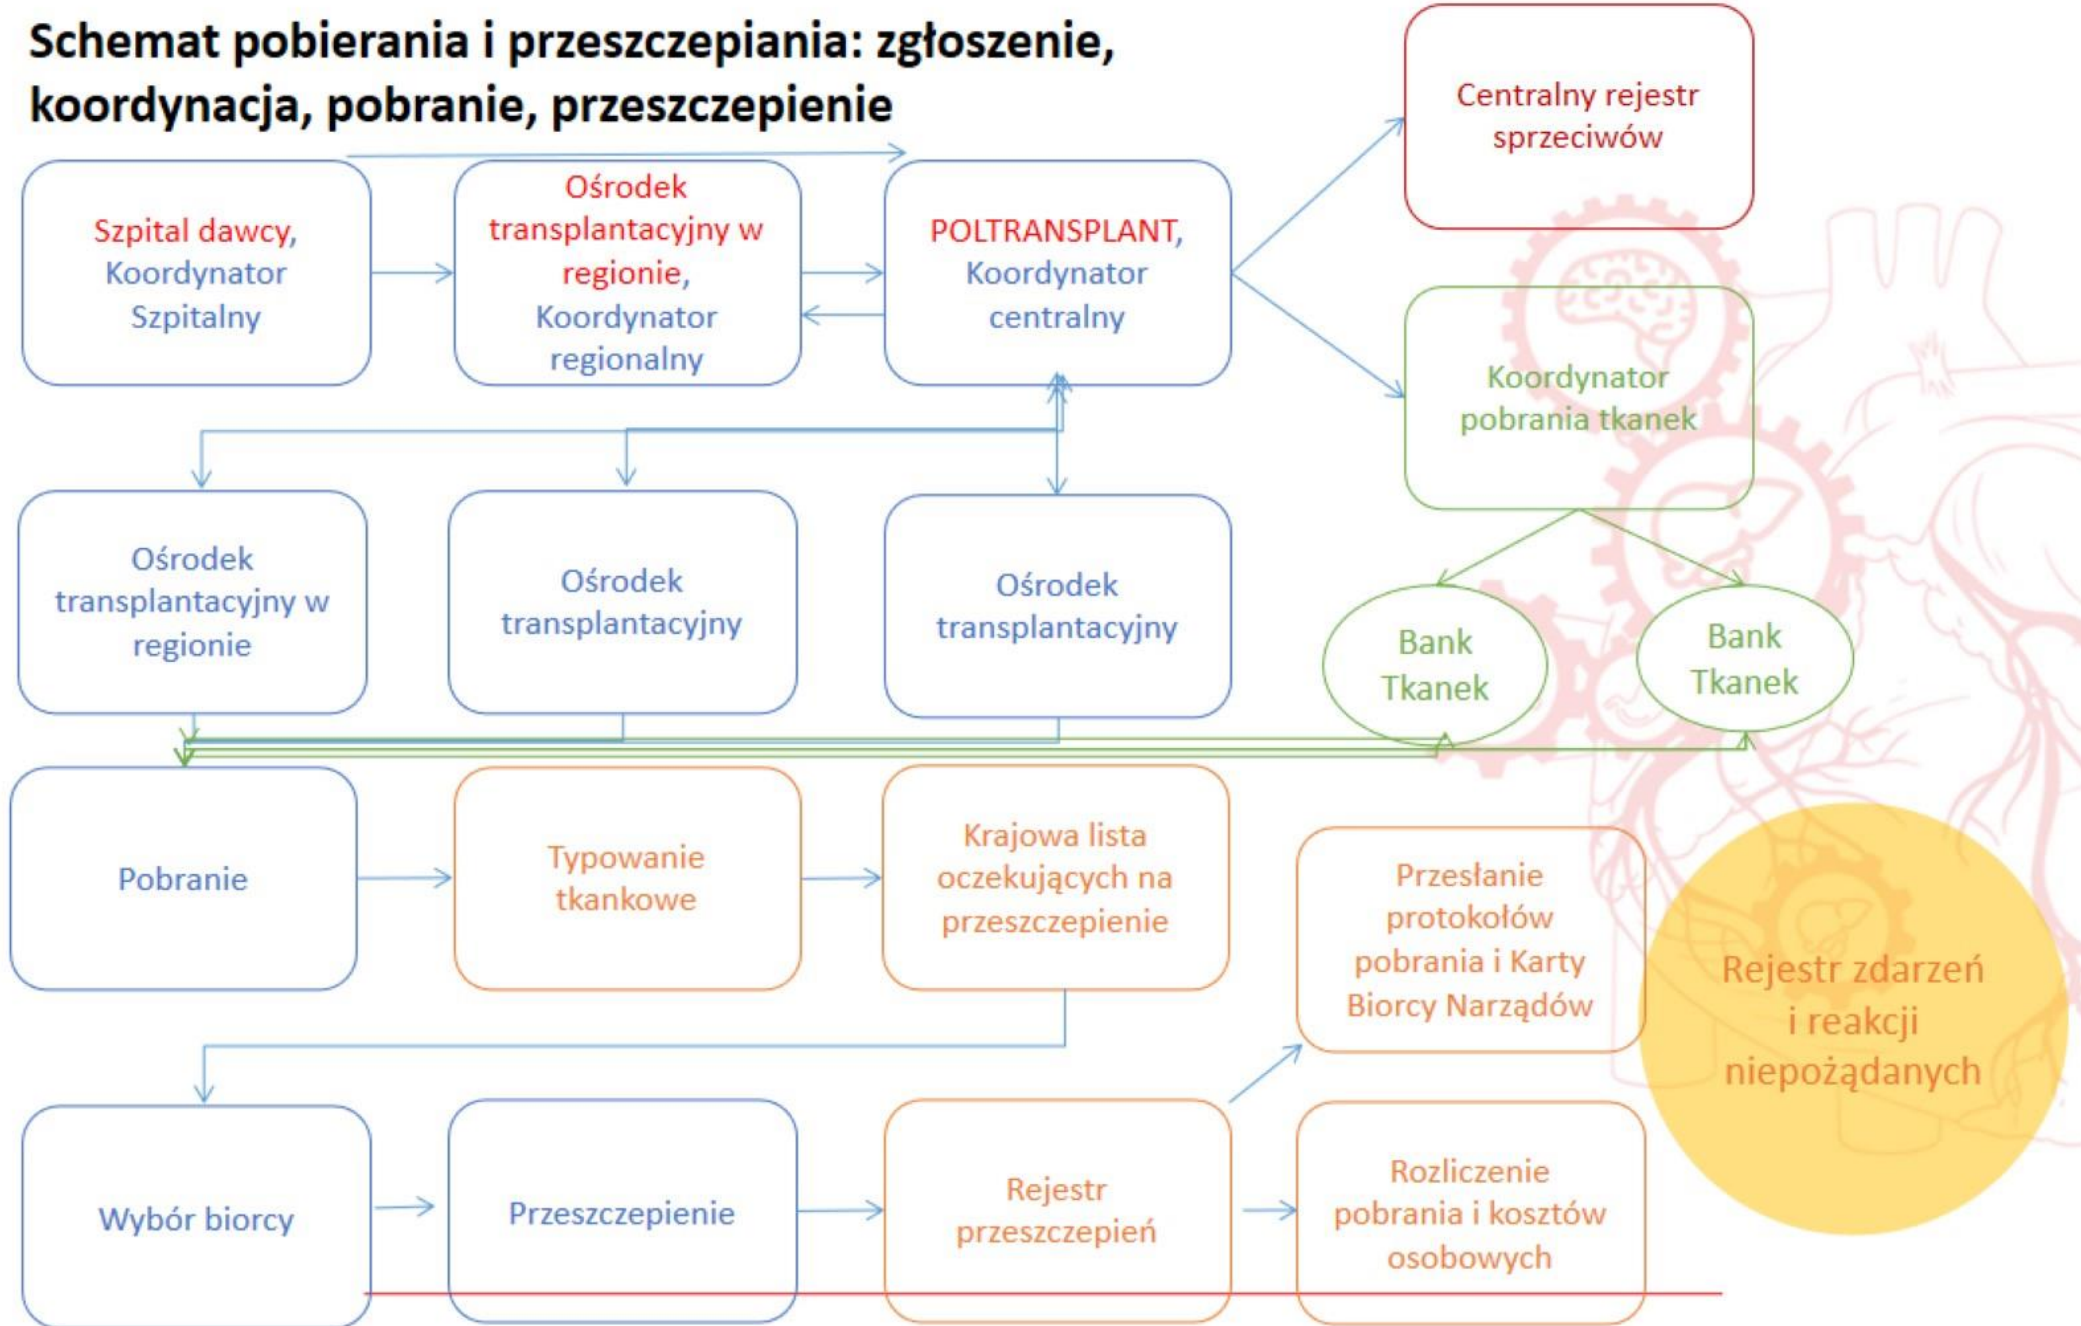 Schemat pobierania i przeszczepiania: zgłoszenie,
koordynacja, pobranie, przeszczepienie
Szpital dawcy,
Koordynator
Szpitalny
Ośrodek
transplantacyjny w
regionie,
Koordynator
regionalny
POLTRANSPLANT,
Koordynator
centralny
Centralny rejestr
sprzeciwów
Koordynator
pobrania tkanek
Ośrodek
transplantacyjny w
regionie
Ośrodek
transplantacyjny
Ośrodek
transplantacyjny
Bank
Tkanek
Bank
Tkanek
Pobranie
Typowanie
tkankowe
Krajowa lista
oczekujących na
przeszczepienie
Przesłanie
protokołów
pobrania i Karty
Biorcy Narządów
Rejestr zdarzeń
i reakcji
niepożądanych
Wybór biorcy
Przeszczepienie
Rejestr
przeszczepień
Rozliczenie
pobrania i kosztów
osobowych